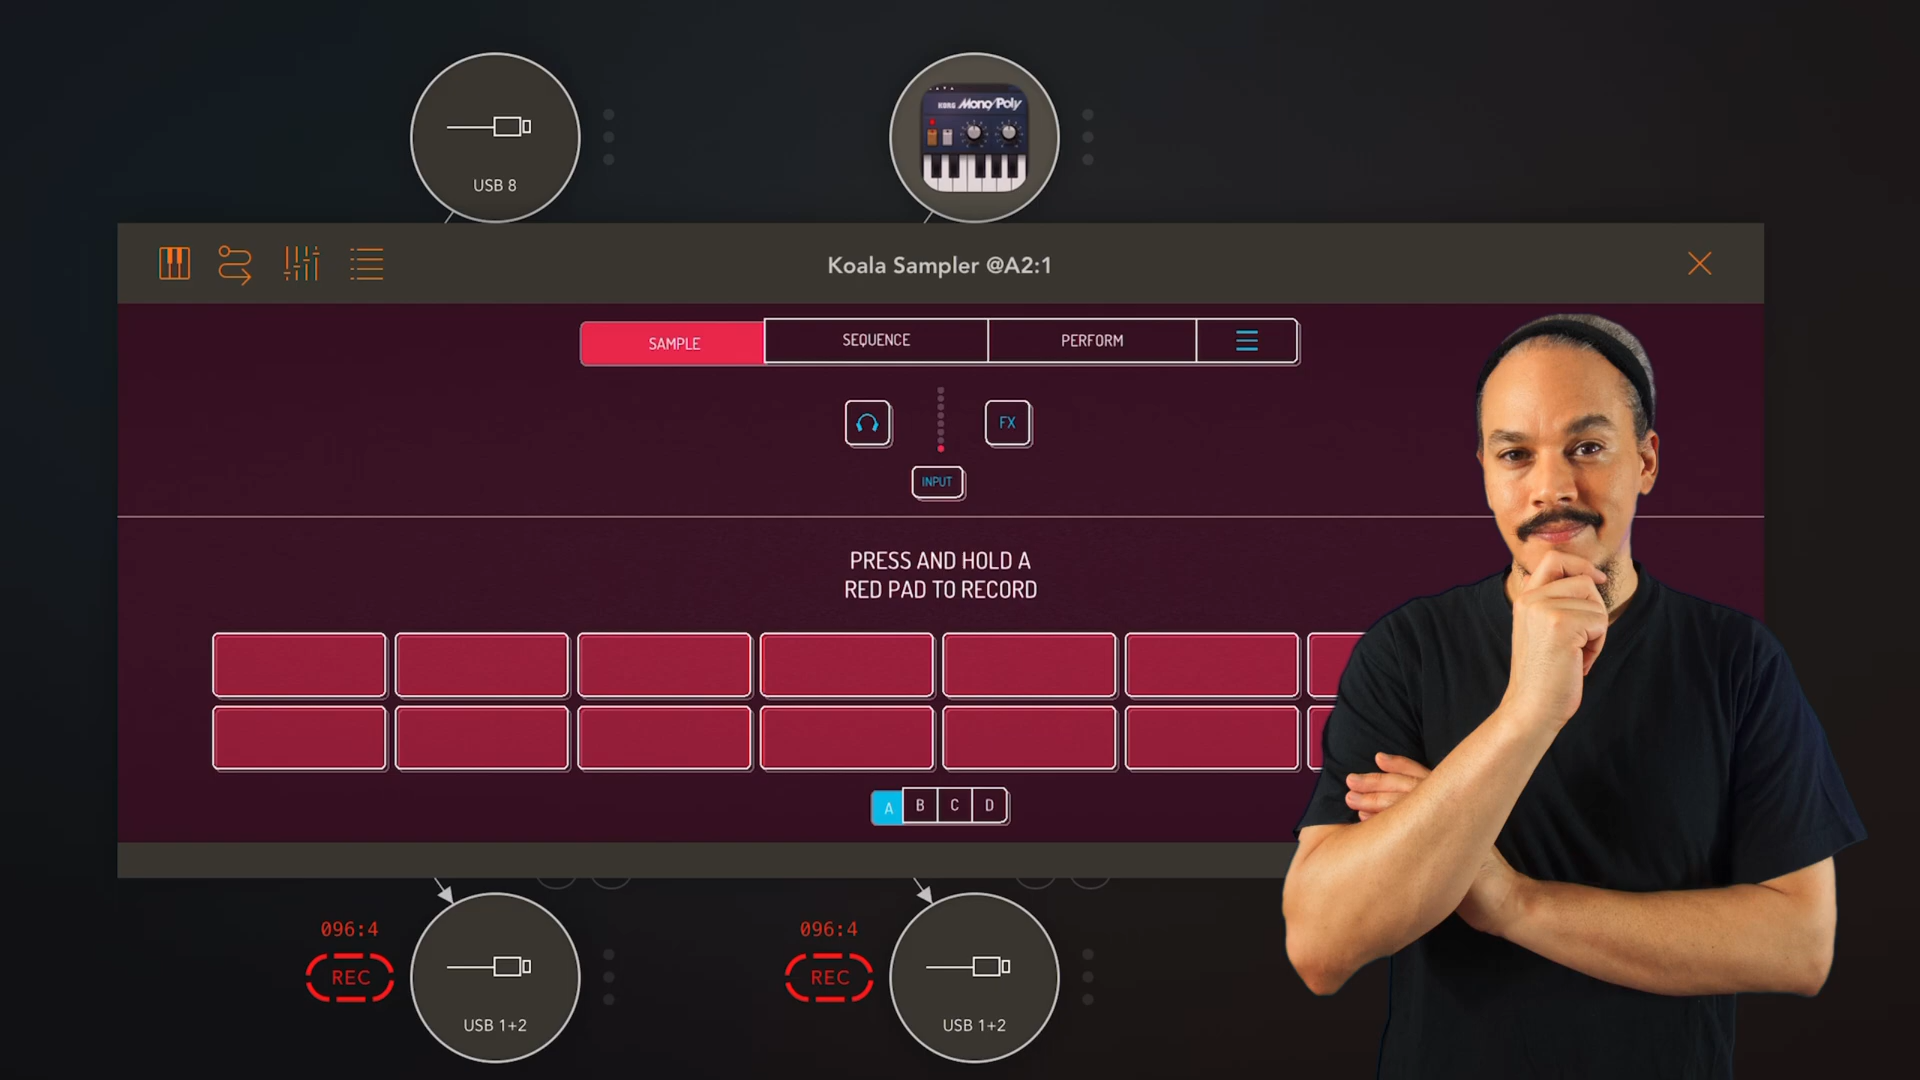 USB 8
KORG Mono/Poly
Koala Sampler @A2:1
SAMPLE
SEQUENCE
PERFORM
FX
INPUT
PRESS AND HOLD A
RED PAD TO RECORD
A
B
C
D
096:4
REC
USB 1+2
096:4
REC
USB 1+2